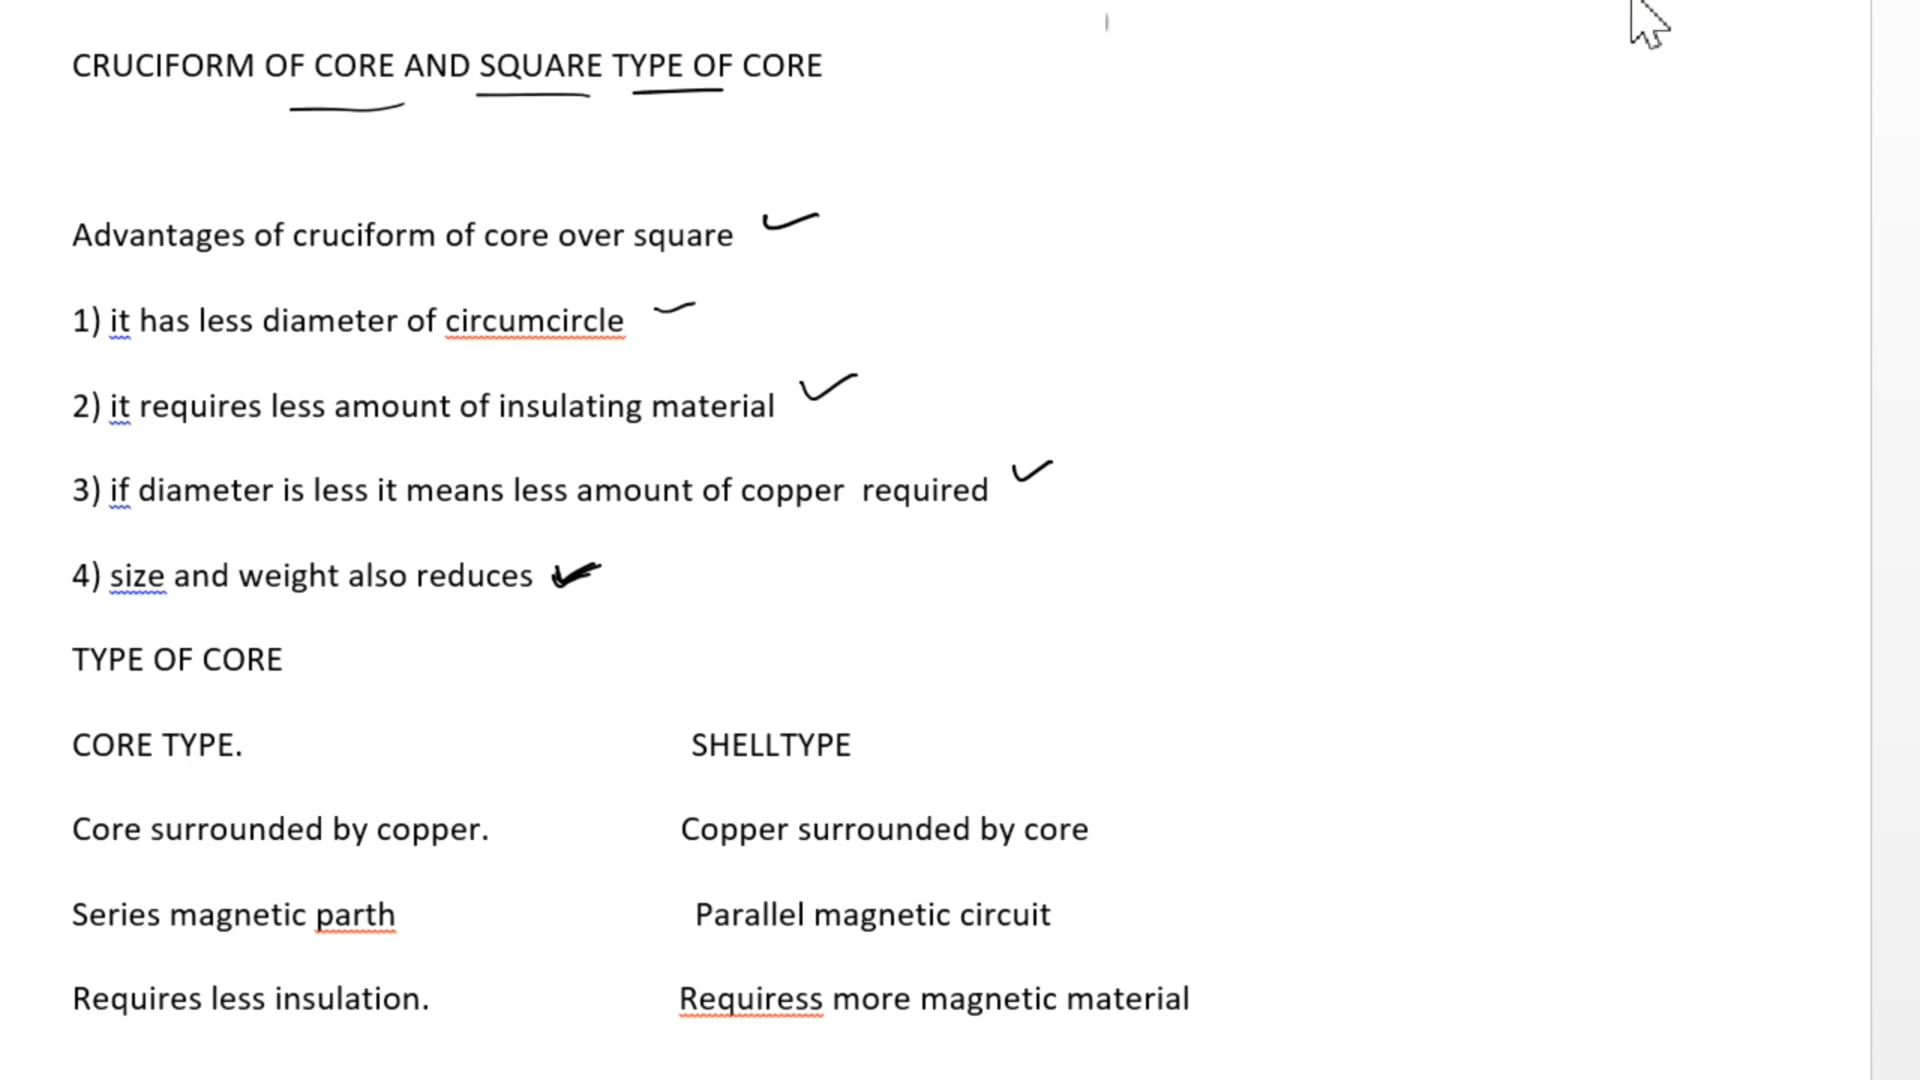 CRUCIFORM OF CORE AND SQUARE TYPE OF CORE
Advantages of cruciform of core over square
1) it has less diameter of circumcircle
2) it requires less amount of insulating material
3) if diameter is less it means less amount of copper  required
4) size and weight also reduces
TYPE OF CORE
CORE TYPE. SHELLTYPE
Core surrounded by copper. Copper surrounded by core
Series magnetic parth Parallel magnetic circuit
Requires less insulation. Requiress more magnetic material